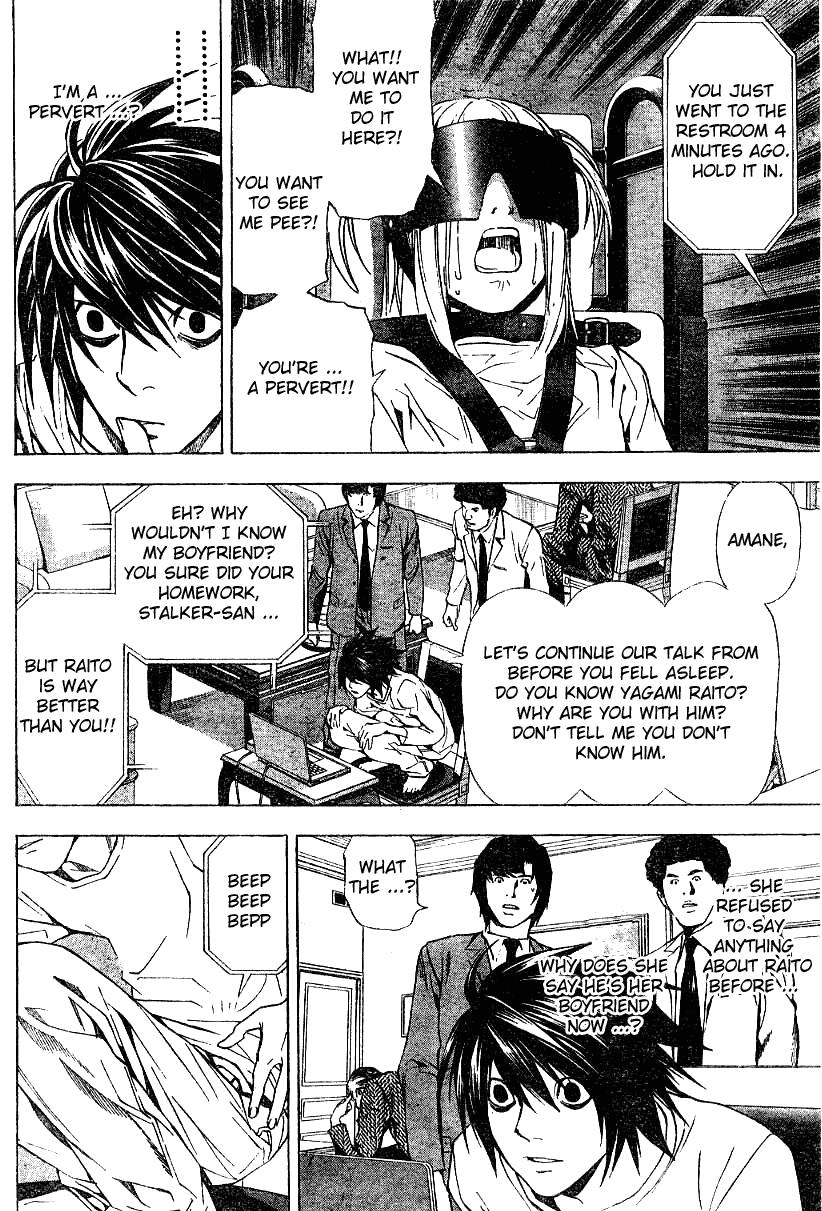 YOU JUST
WENT TO THE
RESTROOM 4
MINUTES AGO.
HOLD IT IN.
WHAT!!
YOU WANT
ME TO
DO IT
HERE?!
YOU WANT
TO SEE
ME PEE?!
YOU'RE ...
A PERVERT!!
I'M A ...
PERVERT ...?
AMANE,
LET'S CONTINUE OUR TALK FROM
BEFORE YOU FELL ASLEEP.
DO YOU KNOW YAGAMI RAITO?
WHY ARE YOU WITH HIM?
DON'T TELL ME YOU DON'T
KNOW HIM.
EH? WHY
WOULDN'T I KNOW
MY BOYFRIEND?
YOU SURE DID YOUR
HOMEWORK,
STALKER-SAN ...
BUT RAITO
IS WAY
BETTER
THAN YOU!!
... SHE
REFUSED
TO SAY
ANYTHING
ABOUT RAITO
BEFORE ...
WHY DOES SHE
SAY HE'S HER
BOYFRIEND
NOW ...?
WHAT
THE ...?
BEEP
BEEP
BEPP